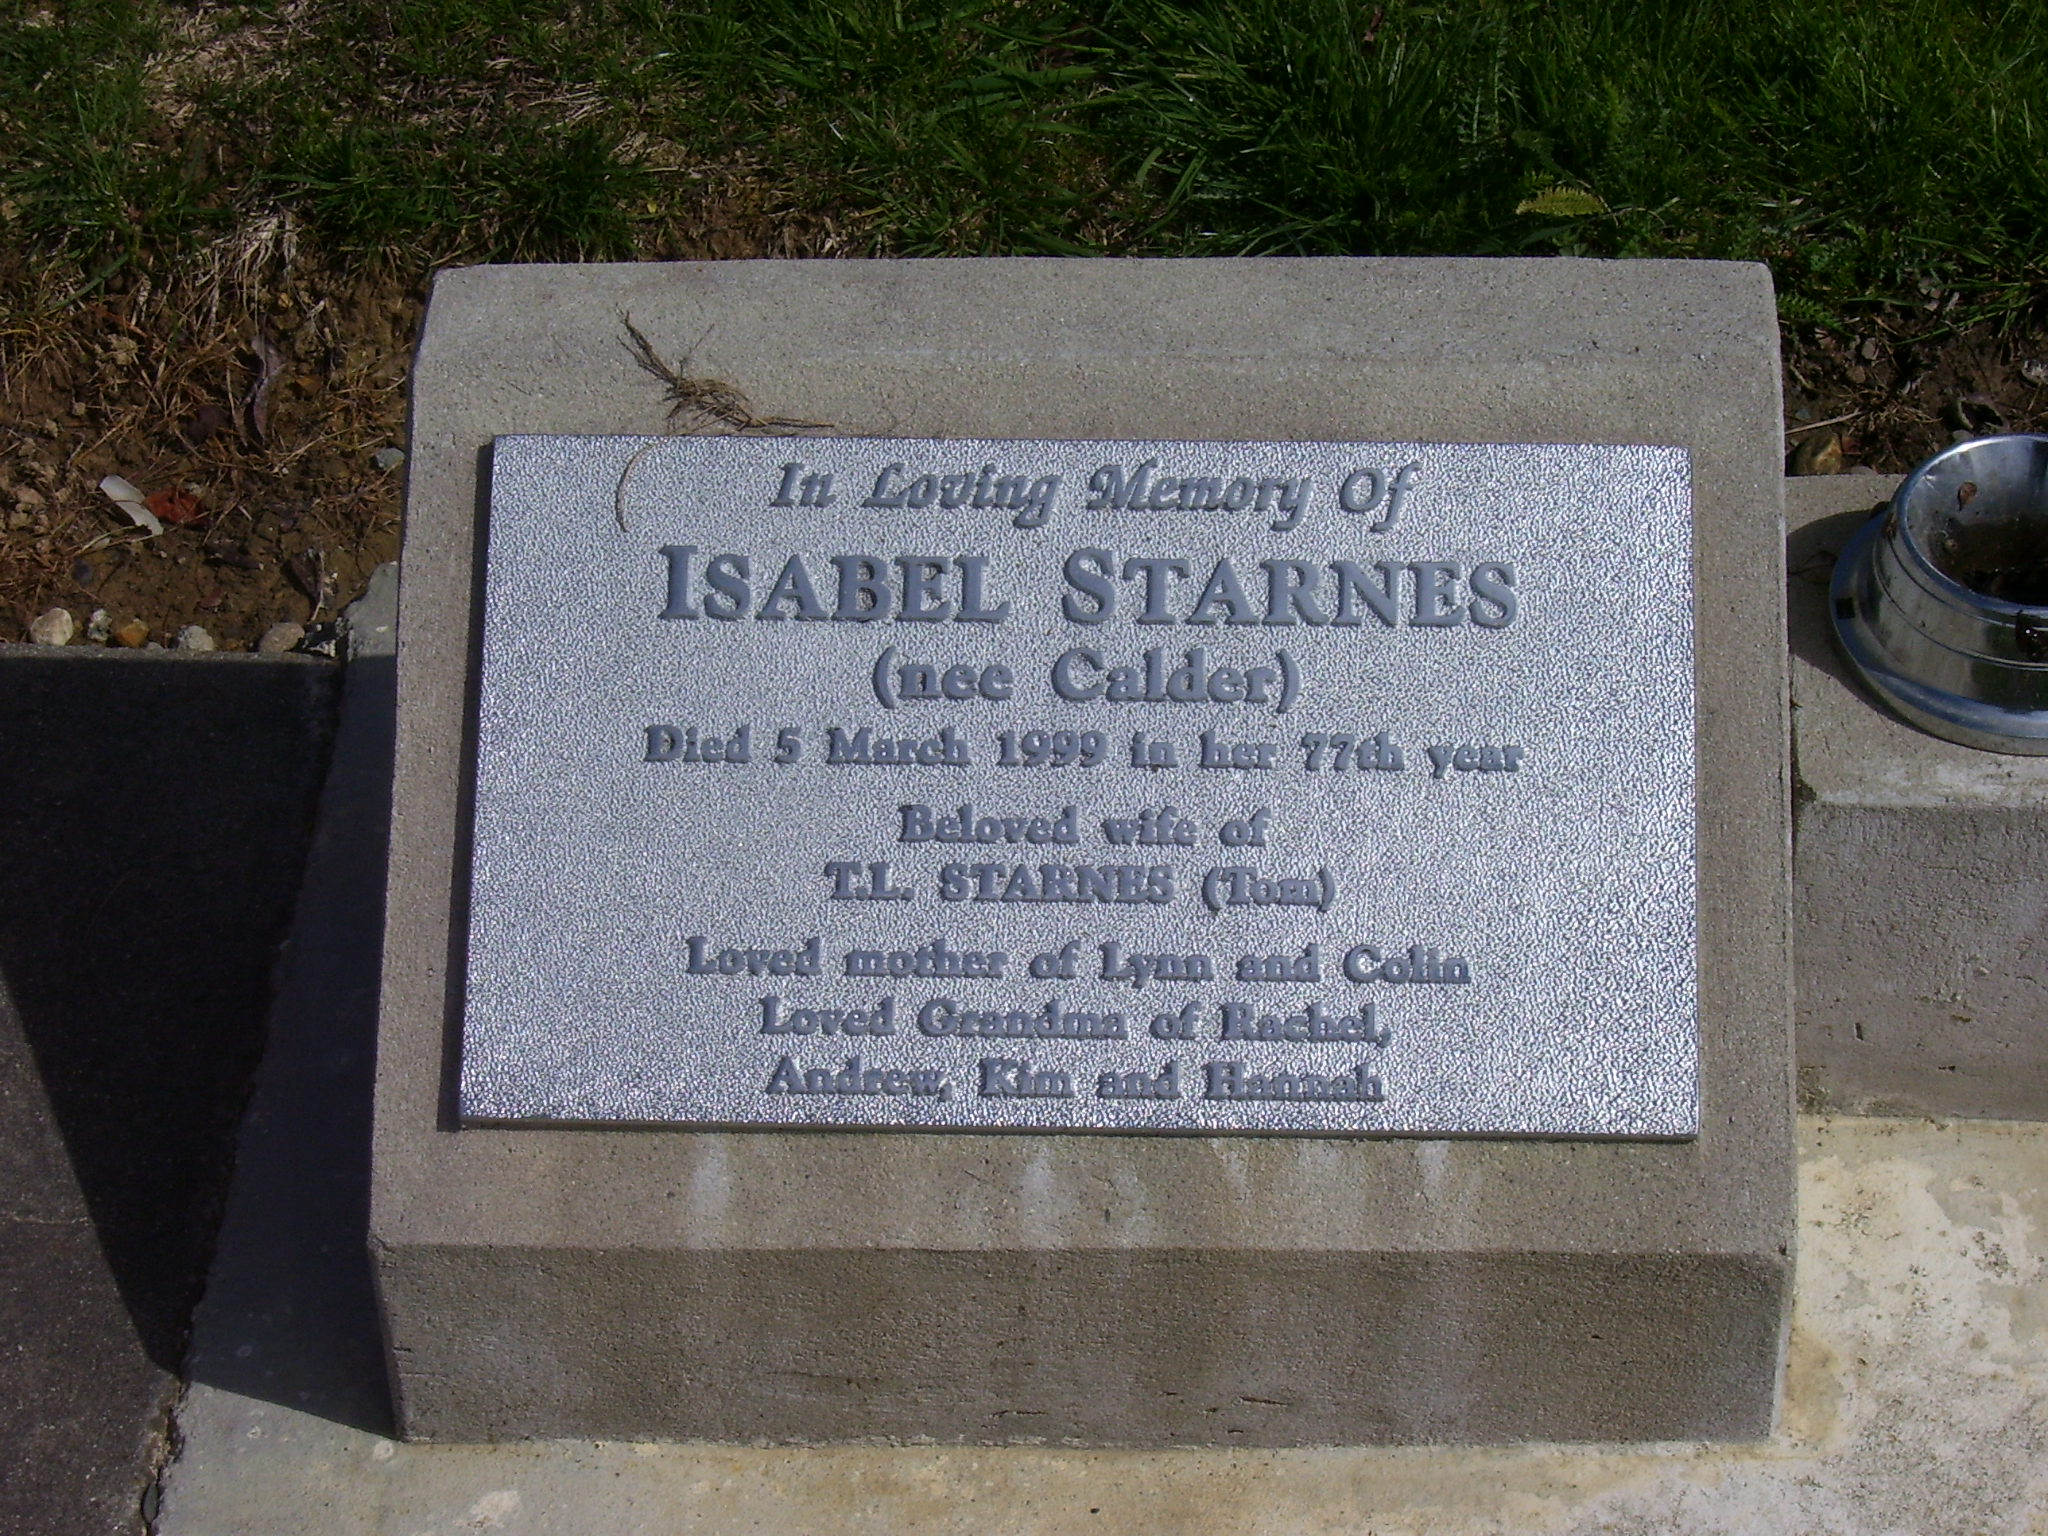 In Loving Memory Of
ISABEL STARNES
(nee Calder)
Died 5 March 1999 in her 77th year
Beloved wife of
T.L. STARNES (Tom)
Loved mother of Lynn and Colin
Loved Grandma of Rachel,
Andrew, Kim and Hannah